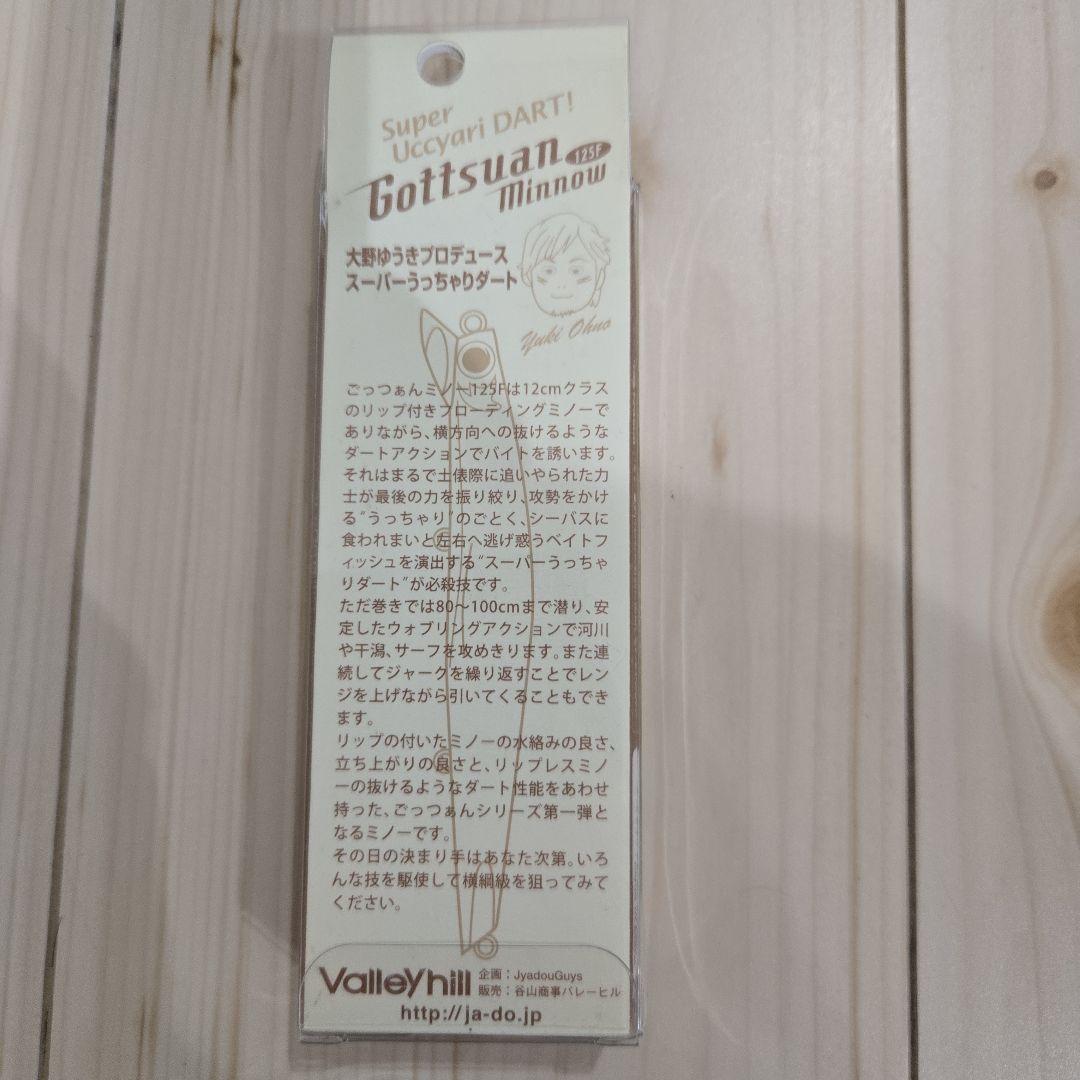 Super
Uccyari DART!
Gottsuan 125F
Minnow
大野ゆうきプロデュース
スーパーうっちゃりダート
Yuki Ohno
ごっつぁんミノー125Fは12cmクラス
のリップ付きフローティングミノーで
ありながら、横方向への抜けるような
ダートアクションでバイトを誘います。
それはまるで土俵際に追いやられた力
士が最後の力を振り絞り、攻勢をかけ
る“うっちゃり”のごとく、シーバスに
食われまいと左右へ逃げ惑うベイトフ
ィッシュを演出する“スーパーうっちゃ
りダート”が必殺技です。
ただ巻きでは80〜100cmまで潜り、安
定したウォブリングアクションで河川
や干潟、サーフを攻めきります。また連
続してジャークを繰り返すことでレン
ジを上げながら引いてくることもでき
ます。
リップの付いたミノーの水絡みの良さ、
立ち上がりの良さと、リップレスミノ
ーの抜けるようなダート性能をあわせ
持った、ごっつぁんシリーズ第一弾と
なるミノーです。
その日の決まり手はあなた次第。いろ
んな技を駆使して横綱級を狙ってみて
ください。
Valleyhill
企画：JyadouGuys
販売：谷山商事バレーヒル
http://ja-do.jp